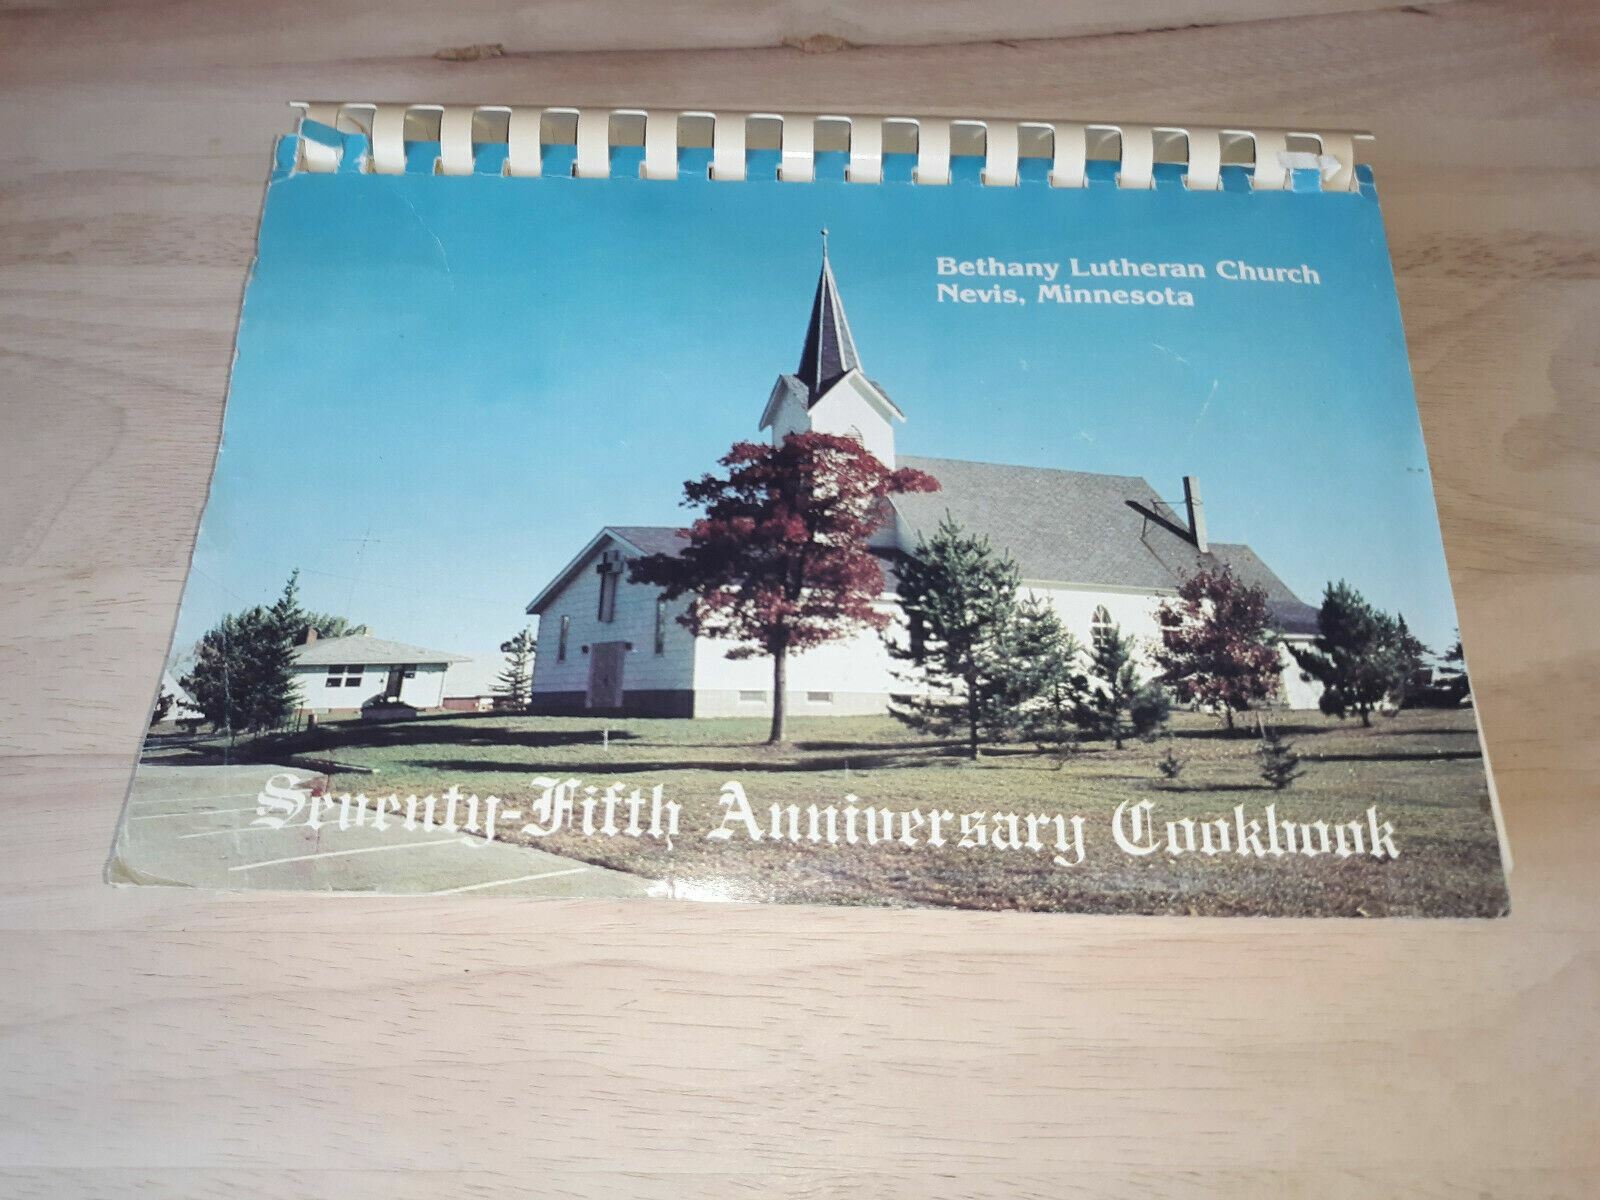 Bethany Lutheran Church
Nevis, Minnesota
Seventy-Fifth Anniversary Cookbook